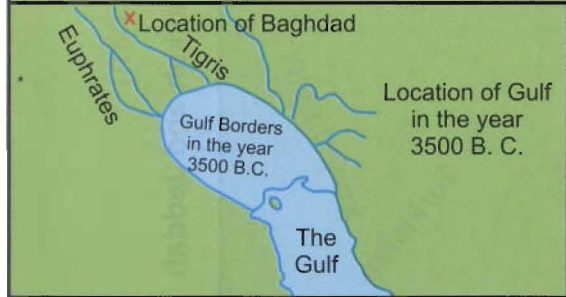 x Location of Baghdad
Euphrates
Tigris
Location of Gulf
in the year
3500 B. C.
Gulf Borders
in the year
3500 B.C.
The
Gulf